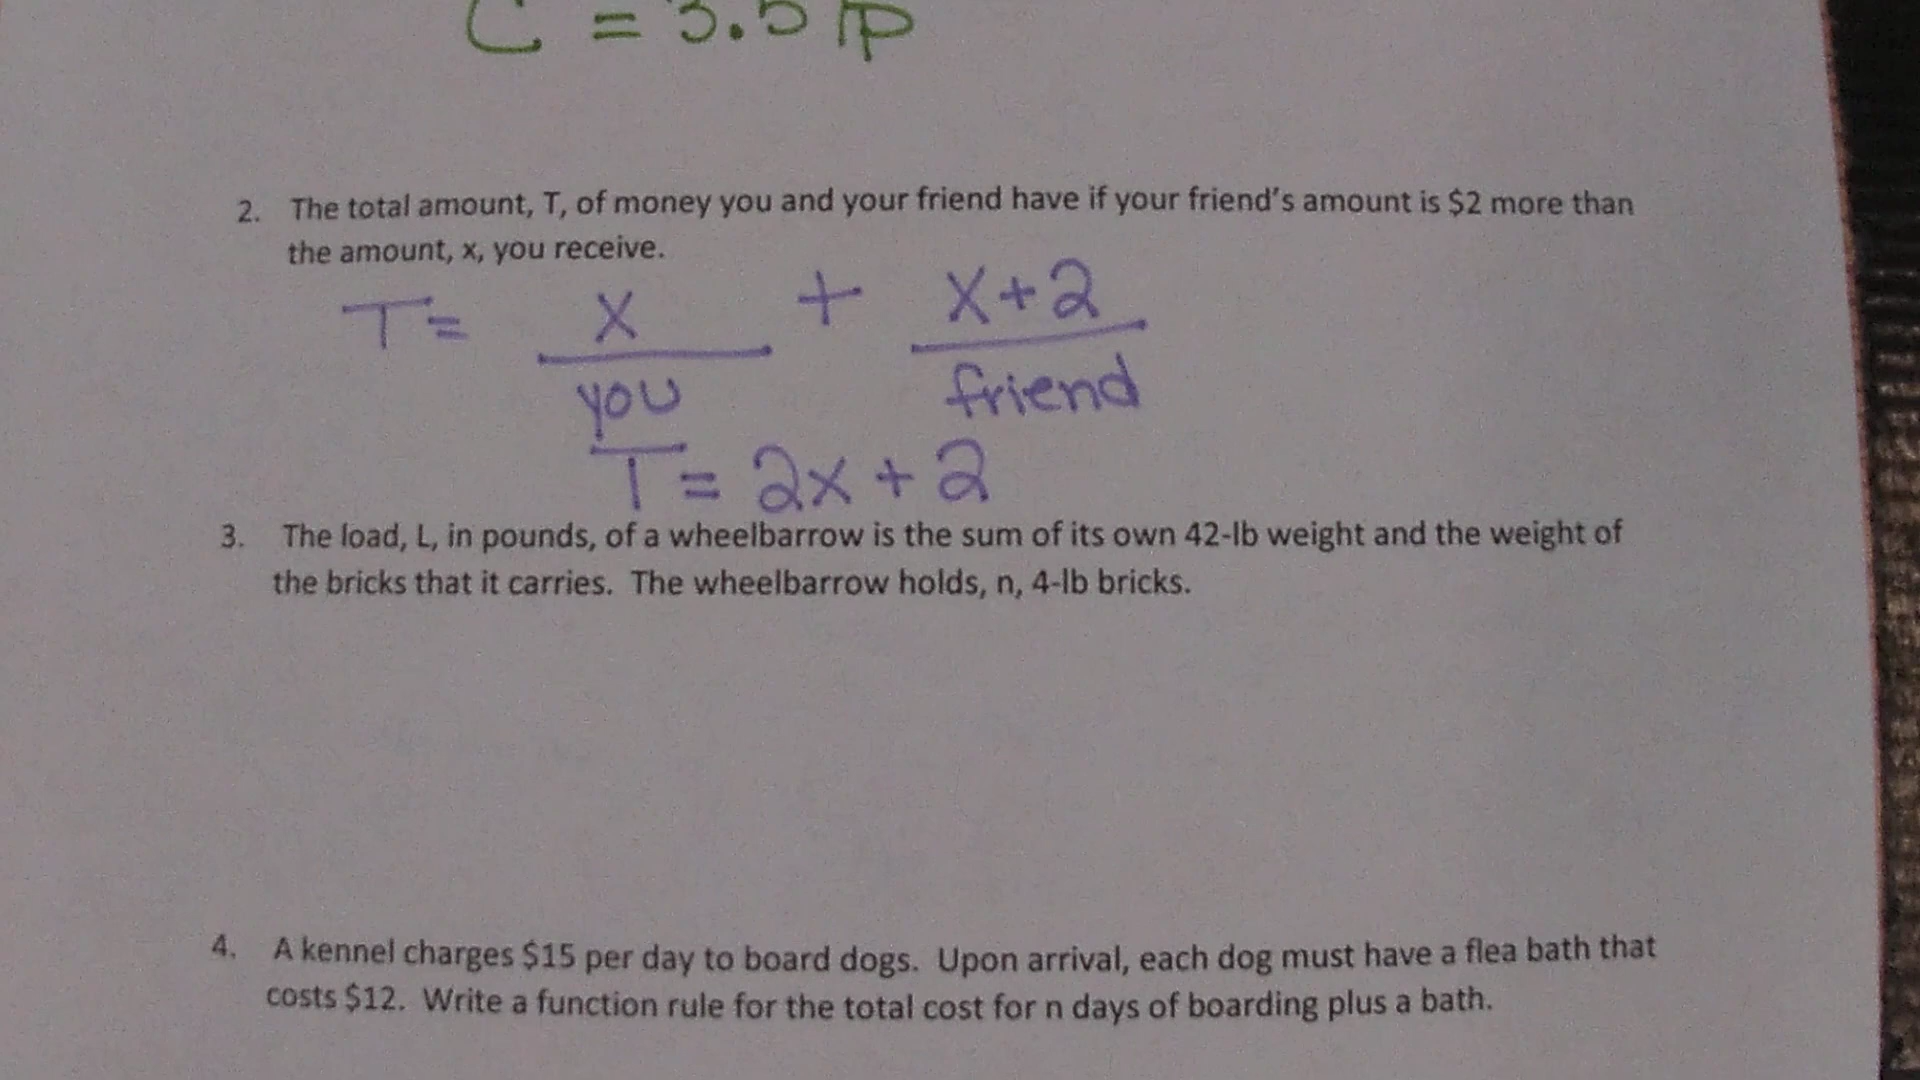 C = 3.51p
2. The total amount, T, of money you and your friend have if your friend's amount is $2 more than
the amount, x, you receive.
T= x + x+2
you friend
T= 2x+2
3. The load, L, in pounds, of a wheelbarrow is the sum of its own 42-lb weight and the weight of
the bricks that it carries. The wheelbarrow holds, n, 4-lb bricks.
4. A kennel charges $15 per day to board dogs. Upon arrival, each dog must have a flea bath that
costs $12. Write a function rule for the total cost for n days of boarding plus a bath.